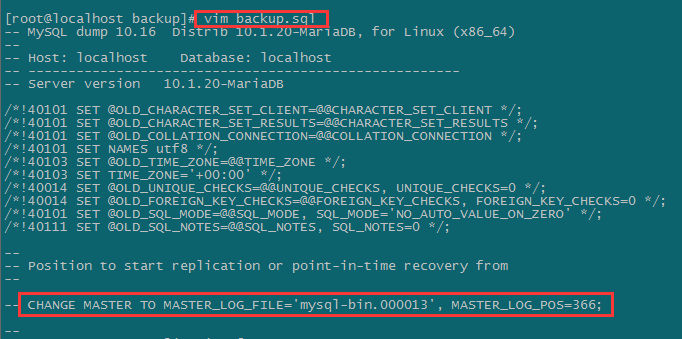 [root@localhost backup]# vim backup.sql
-- MySQL dump 10.16  Distrib 10.1.20-MariaDB, for Linux (x86_64)
--
-- Host: localhost    Database: localhost
-- ------------------------------------------------------
-- Server version   10.1.20-MariaDB
/*!40101 SET @OLD_CHARACTER_SET_CLIENT=@@CHARACTER_SET_CLIENT */;
/*!40101 SET @OLD_CHARACTER_SET_RESULTS=@@CHARACTER_SET_RESULTS */;
/*!40101 SET @OLD_COLLATION_CONNECTION=@@COLLATION_CONNECTION */;
/*!40101 SET NAMES utf8 */;
/*!40103 SET @OLD_TIME_ZONE=@@TIME_ZONE */;
/*!40103 SET TIME_ZONE='+00:00' */;
/*!40014 SET @OLD_UNIQUE_CHECKS=@@UNIQUE_CHECKS, UNIQUE_CHECKS=0 */;
/*!40014 SET @OLD_FOREIGN_KEY_CHECKS=@@FOREIGN_KEY_CHECKS, FOREIGN_KEY_CHECKS=0 */;
/*!40101 SET @OLD_SQL_MODE=@@SQL_MODE, SQL_MODE='NO_AUTO_VALUE_ON_ZERO' */;
/*!40111 SET @OLD_SQL_NOTES=@@SQL_NOTES, SQL_NOTES=0 */;
--
-- Position to start replication or point-in-time recovery from
--
-- CHANGE MASTER TO MASTER_LOG_FILE='mysql-bin.000013', MASTER_LOG_POS=366;
--